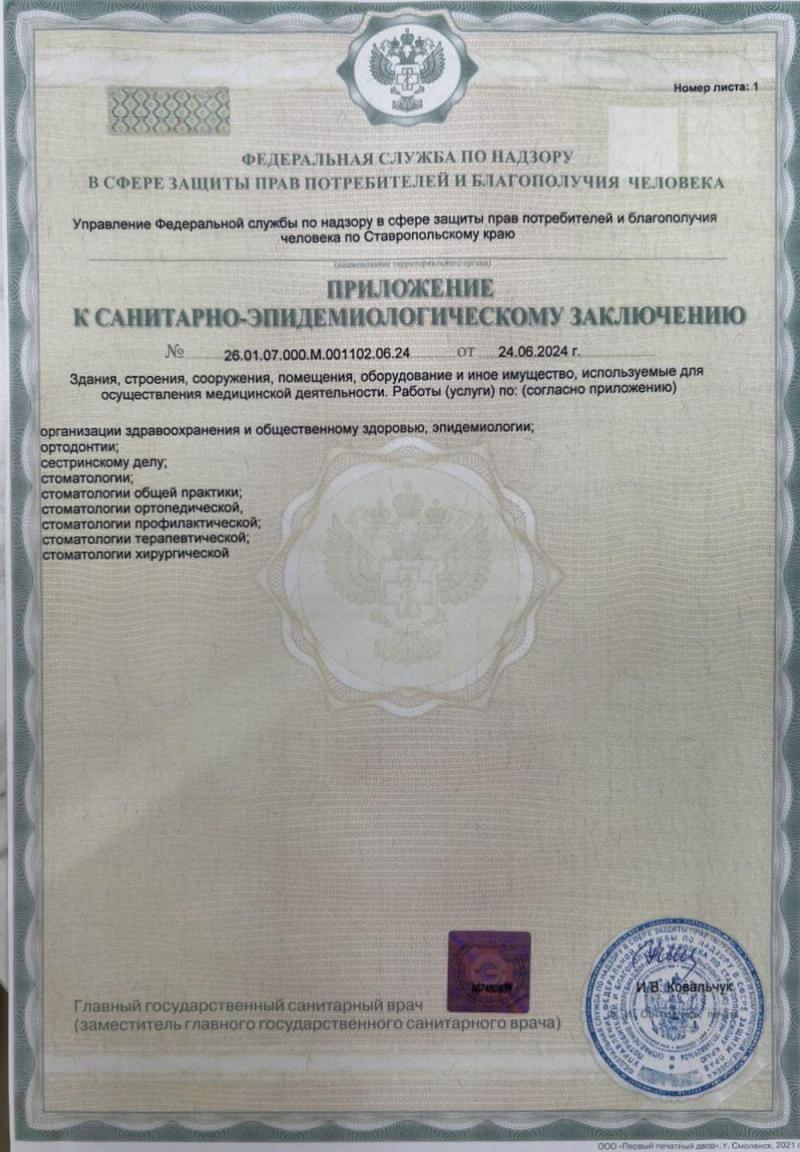 Номер листа: 1
ФЕДЕРАЛЬНАЯ СЛУЖБА ПО НАДЗОРУ
В СФЕРЕ ЗАЩИТЫ ПРАВ ПОТРЕБИТЕЛЕЙ И БЛАГОПОЛУЧИЯ ЧЕЛОВЕКА
Управление Федеральной службы по надзору в сфере защиты прав потребителей и благополучия
человека по Ставропольскому краю
(наименование территориального органа)
ПРИЛОЖЕНИЕ
К САНИТАРНО-ЭПИДЕМИОЛОГИЧЕСКОМУ ЗАКЛЮЧЕНИЮ
№ 26.01.07.000.М.001102.06.24 ОТ 24.06.2024 г.
Здания, строения, сооружения, помещения, оборудование и иное имущество, используемые для
осуществления медицинской деятельности. Работы (услуги) по: (согласно приложению)
организации здравоохранения и общественному здоровью, эпидемиологии;
ортодонтии;
сестринскому делу;
стоматологии;
стоматологии общей практики;
стоматологии ортопедической,
стоматологии профилактической;
стоматологии терапевтической;
стоматологии хирургической
И.В. Ковальчук
Главный государственный санитарный врач
(заместитель главного государственного санитарного врача)
ООО «Первый печатный двор», г. Смоленск, 2021 г.